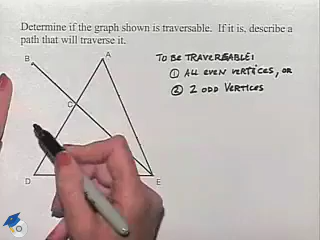 Determine if the graph shown is traversable. If it is, describe a
path that will traverse it.
A
B
TO BE TRAVERSABLE:
① ALL EVEN VERTICES, OR
② 2 ODD VERTICES
C
D
E